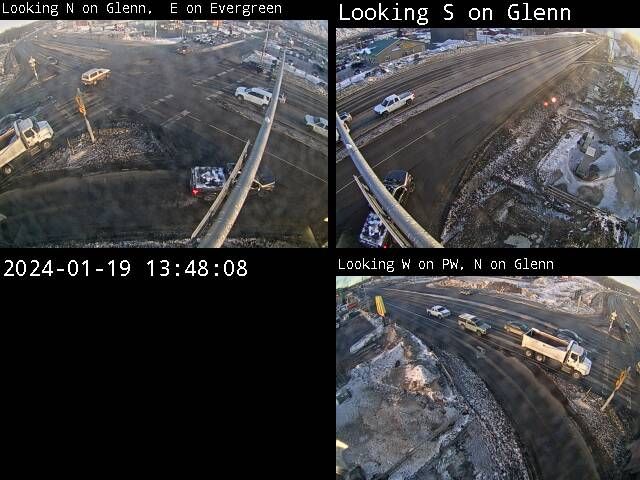 Looking N on Glenn,  E on Evergreen
Looking S on Glenn
2024-01-19 13:48:08
Looking W on PW, N on Glenn